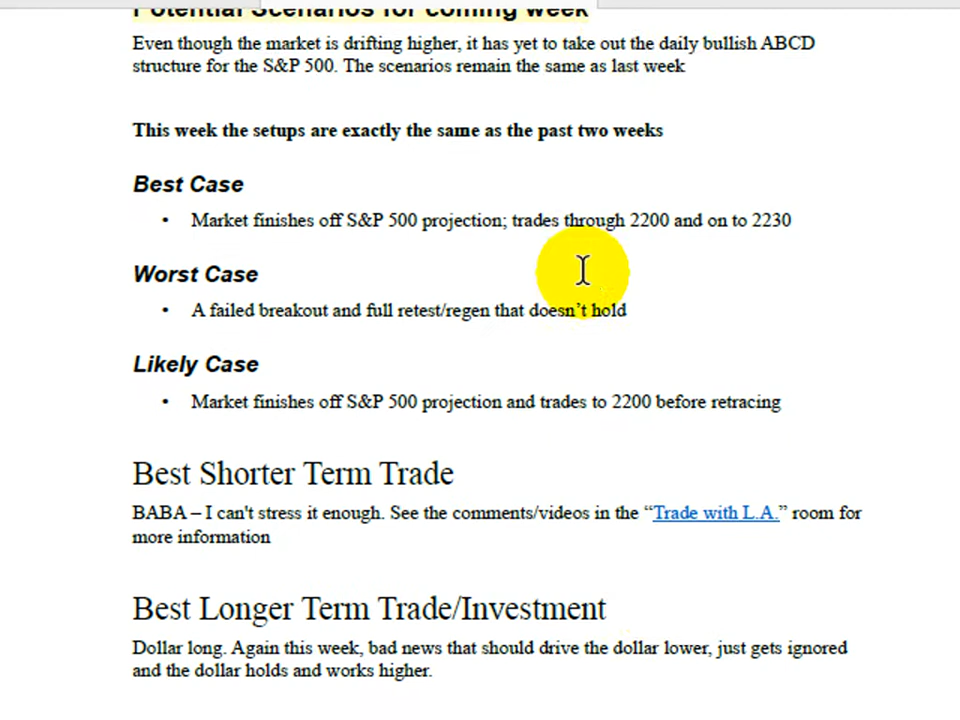 Potential Scenarios for coming week
Even though the market is drifting higher, it has yet to take out the daily bullish ABCD
structure for the S&P 500. The scenarios remain the same as last week
This week the setups are exactly the same as the past two weeks
Best Case
• Market finishes off S&P 500 projection; trades through 2200 and on to 2230
Worst Case
• A failed breakout and full retest/regen that doesn’t hold
Likely Case
• Market finishes off S&P 500 projection and trades to 2200 before retracing
Best Shorter Term Trade
BABA – I can't stress it enough. See the comments/videos in the “Trade with L.A.” room for
more information
Best Longer Term Trade/Investment
Dollar long. Again this week, bad news that should drive the dollar lower, just gets ignored
and the dollar holds and works higher.